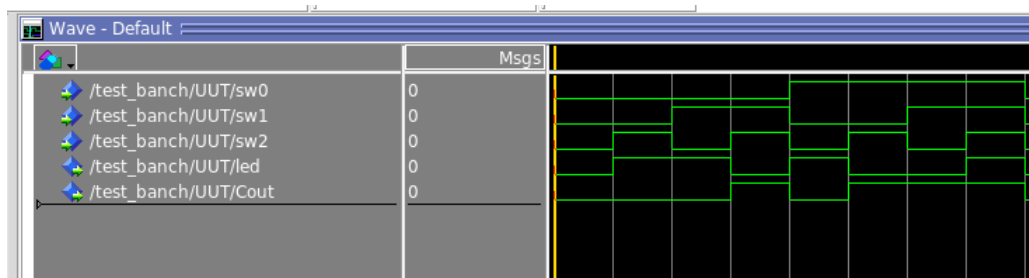 Wave - Default
Msgs
/test_banch/UUT/sw0 0
/test_banch/UUT/sw1 0
/test_banch/UUT/sw2 0
/test_banch/UUT/led 0
/test_banch/UUT/Cout 0